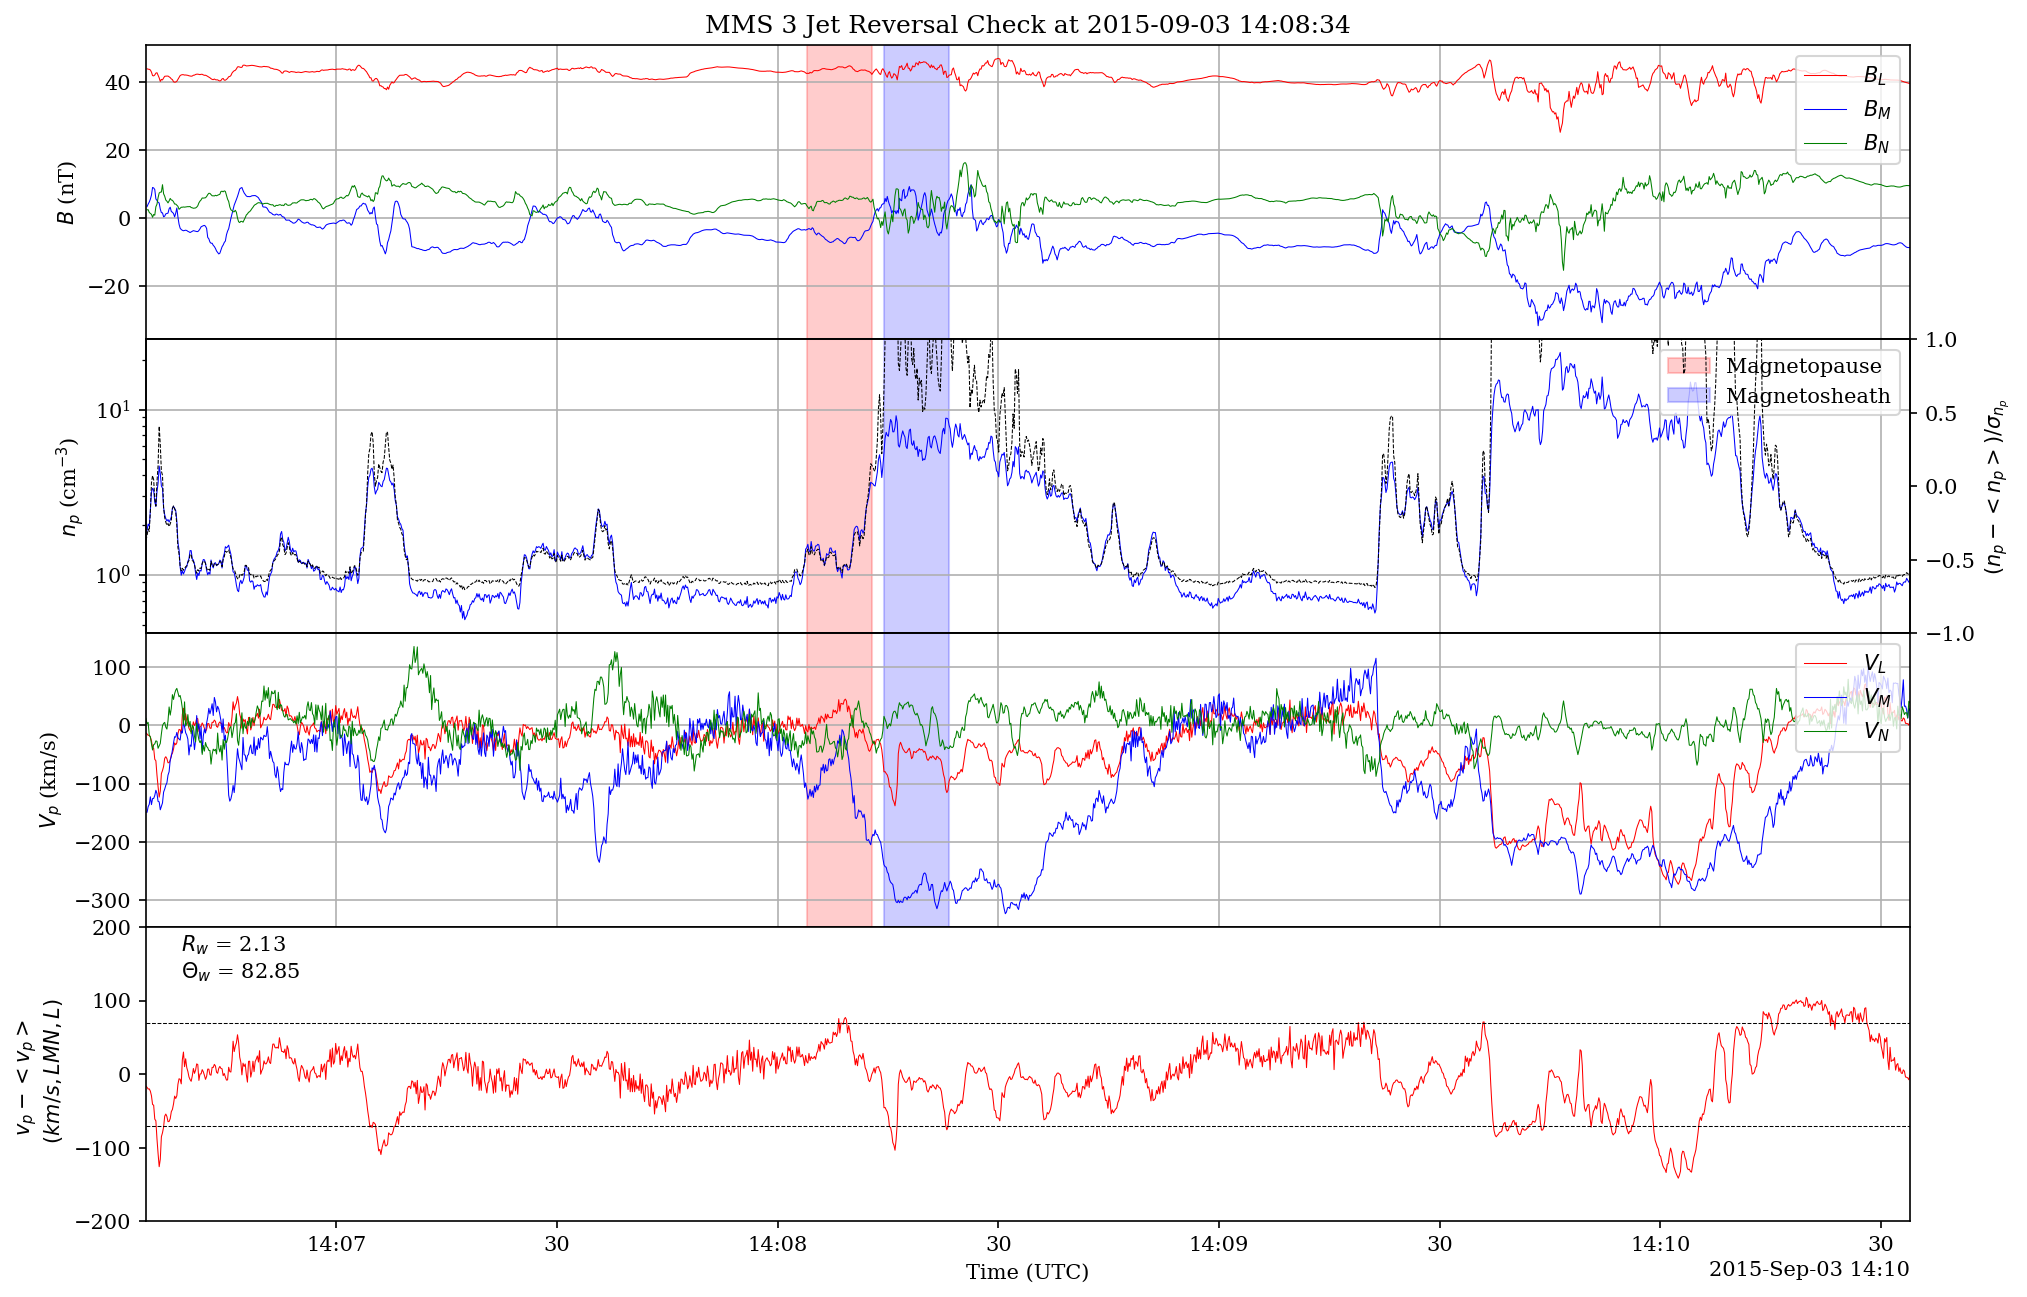 MMS 3 Jet Reversal Check at 2015-09-03 14:08:34
40
20
0
−20
B (nT)
B_L
B_M
B_N
10^1
10^0
n_p (cm^{−3})
1.0
0.5
0.0
−0.5
−1.0
(n_p − < n_p >)/σ_{n_p}
Magnetopause
Magnetosheath
100
0
−100
−200
−300
V_p (km/s)
V_L
V_M
V_N
200
100
0
−100
−200
v_p − < v_p >
(km/s, LMN, L)
R_w = 2.13
Θ_w = 82.85
14:07
30
14:08
30
14:09
30
14:10
30
Time (UTC)
2015-Sep-03 14:10